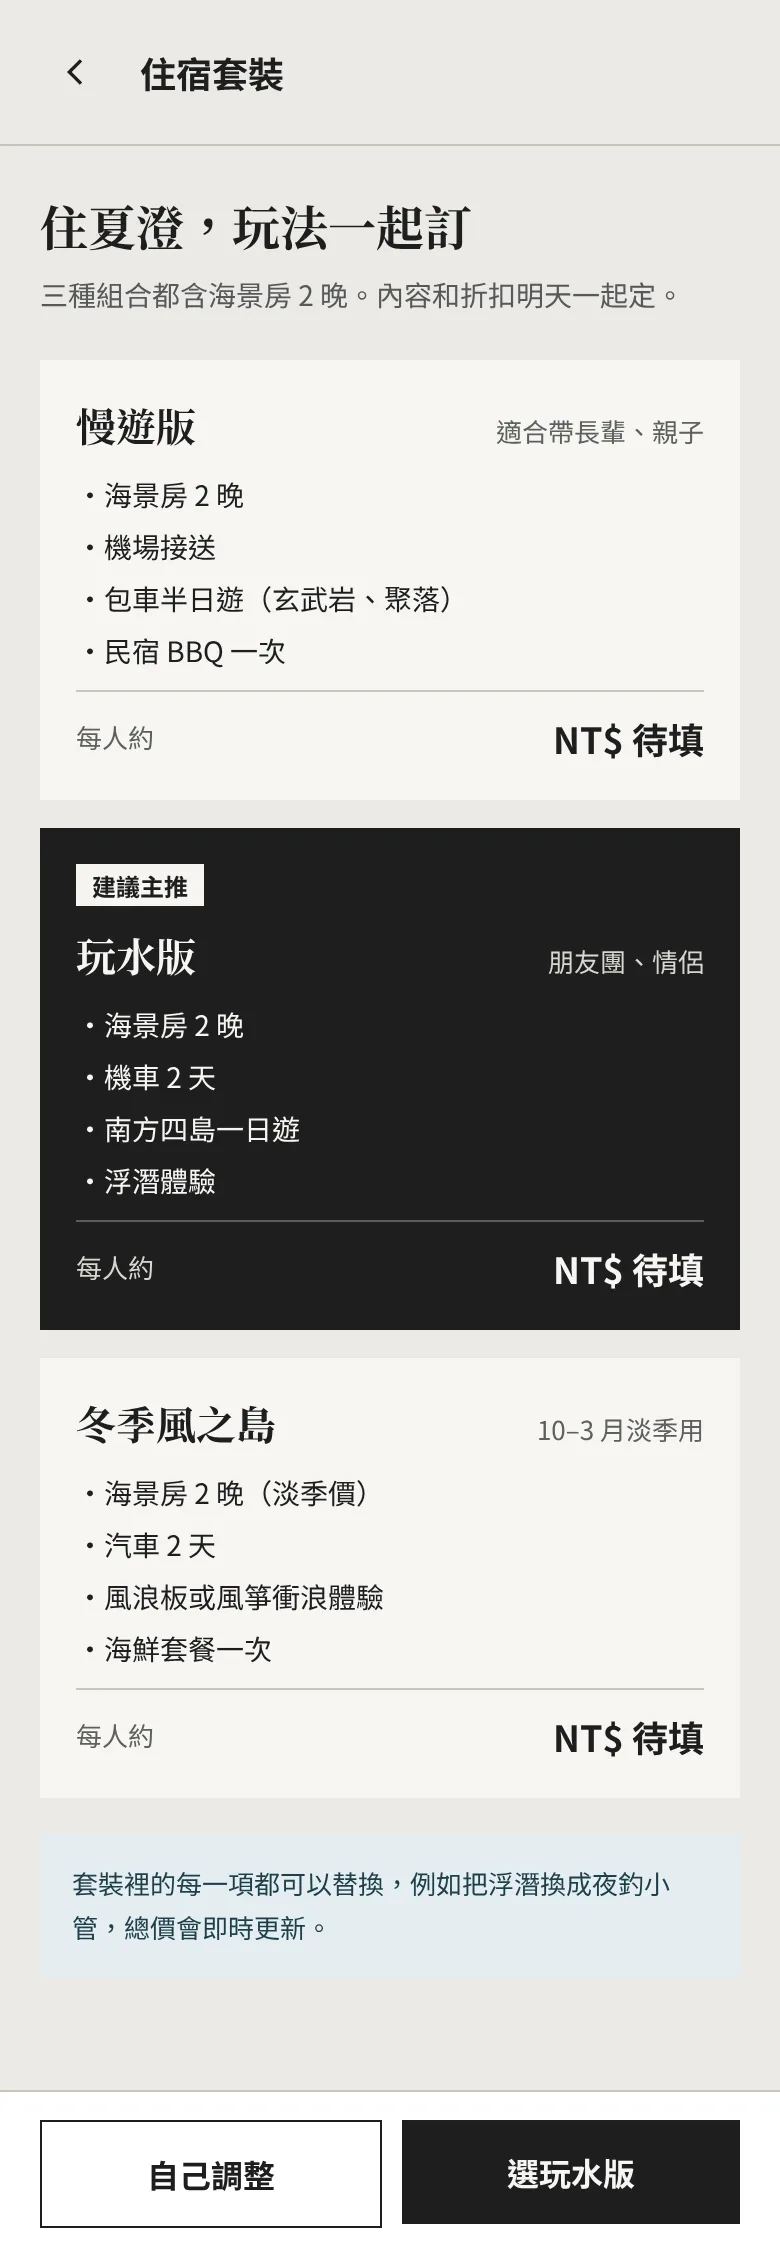 住宿套裝
住夏澄，玩法一起訂
三種組合都含海景房 2 晚。內容和折扣明天一起定。
慢遊版
適合帶長輩、親子
・海景房 2 晚
・機場接送
・包車半日遊（玄武岩、聚落）
・民宿 BBQ 一次
每人約
NT$ 待填
建議主推
玩水版
朋友團、情侶
・海景房 2 晚
・機車 2 天
・南方四島一日遊
・浮潛體驗
每人約
NT$ 待填
冬季風之島
10–3 月淡季用
・海景房 2 晚（淡季價）
・汽車 2 天
・風浪板或風箏衝浪體驗
・海鮮套餐一次
每人約
NT$ 待填
套裝裡的每一項都可以替換，例如把浮潛換成夜釣小
管，總價會即時更新。
自己調整
選玩水版